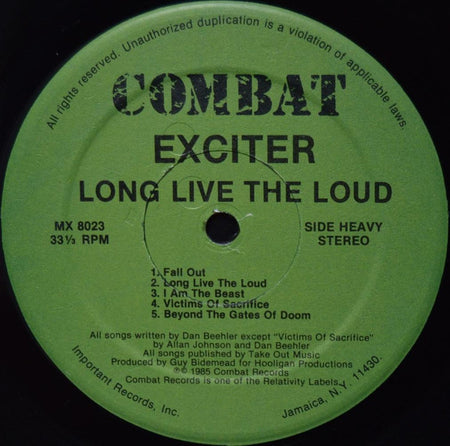 All rights reserved. Unauthorized duplication is a violation of applicable laws.
COMBAT
EXCITER
LONG LIVE THE LOUD
MX 8023
33⅓ RPM
SIDE HEAVY
STEREO
1. Fall Out
2. Long Live The Loud
3. I Am The Beast
4. Victims Of Sacrifice
5. Beyond The Gates Of Doom
All songs written by Dan Beehler except "Victims Of Sacrifice"
by Allan Johnson and Dan Beehler
All songs published by Take Out Music
Produced by Guy Bidemead for Hooligan Productions
℗© 1985 Combat Records
Combat Records is one of the Relativity Labels.
Important Records, Inc.
Jamaica, N.Y. 11430.